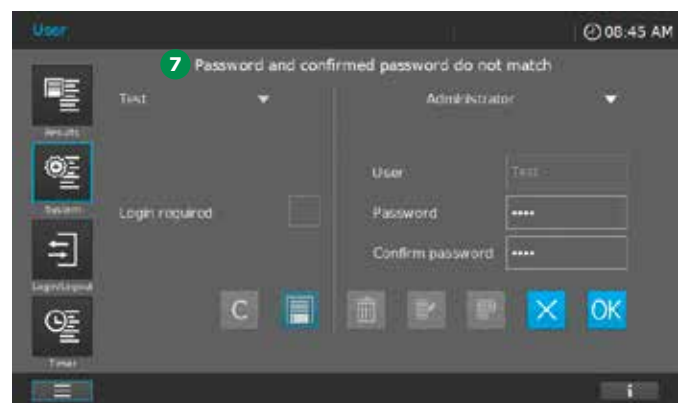 User
08:45 AM
7 Password and confirmed password do not match
Test
Administrator
Results
User
Test
System
Login required
Password
••••
Confirm password
••••
Login/Logout
C
OK
Timer
i